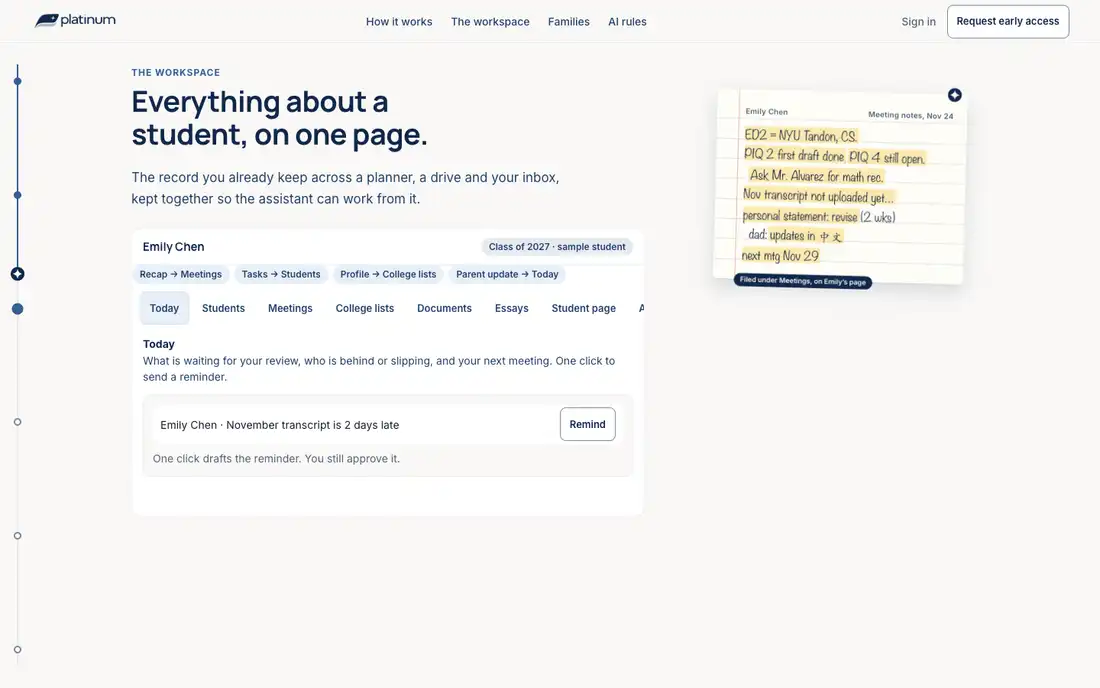 platinum
How it works
The workspace
Families
AI rules
Sign in
Request early access
THE WORKSPACE
Everything about a
student, on one page.
The record you already keep across a planner, a drive and your inbox,
kept together so the assistant can work from it.
Emily Chen
Class of 2027 · sample student
Recap → Meetings
Tasks → Students
Profile → College lists
Parent update → Today
Today
Students
Meetings
College lists
Documents
Essays
Student page
Today
What is waiting for your review, who is behind or slipping, and your next meeting. One click to
send a reminder.
Emily Chen · November transcript is 2 days late
Remind
One click drafts the reminder. You still approve it.
Emily Chen
Meeting notes, Nov 24
ED2 = NYU Tandon, CS.
PIQ 2 first draft done, PIQ 4 still open.
Ask Mr. Alvarez for math rec.
Nov transcript not uploaded yet...
personal statement: revise (2 wks)
dad: updates in 中文
next mtg Nov 29
Filed under Meetings, on Emily's page